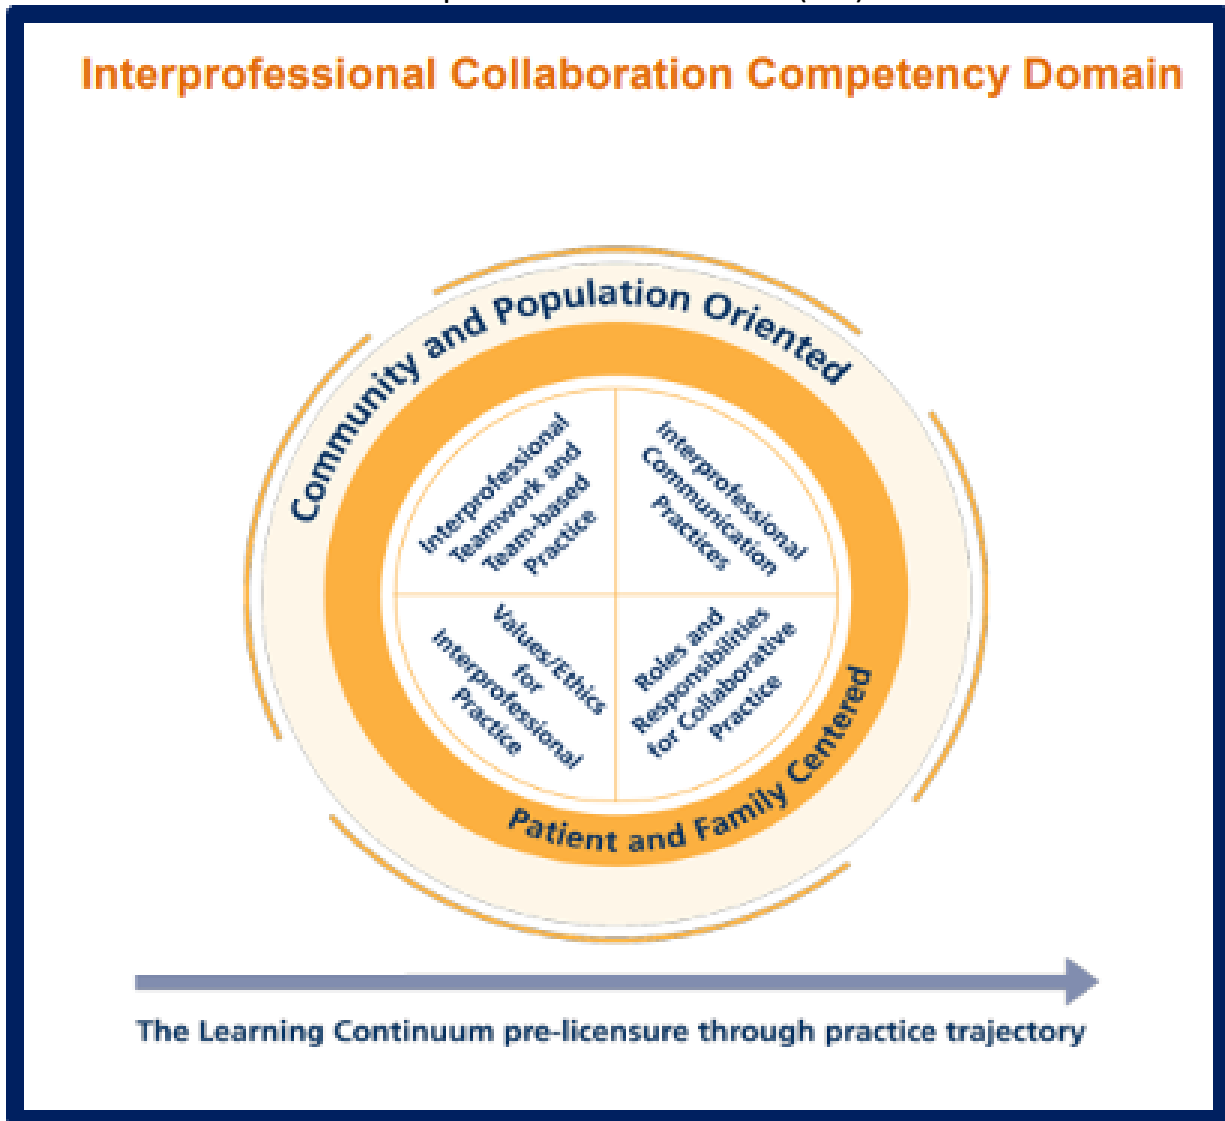 Interprofessional Collaboration Competency Domain
Community and Population Oriented
Interprofessional
Teamwork and
Team-based
Practice
Interprofessional
Communication
Practices
Values/Ethics
for
Interprofessional
Practice
Roles and
Responsibilities
for Collaborative
Practice
Patient and Family Centered
The Learning Continuum pre-licensure through practice trajectory